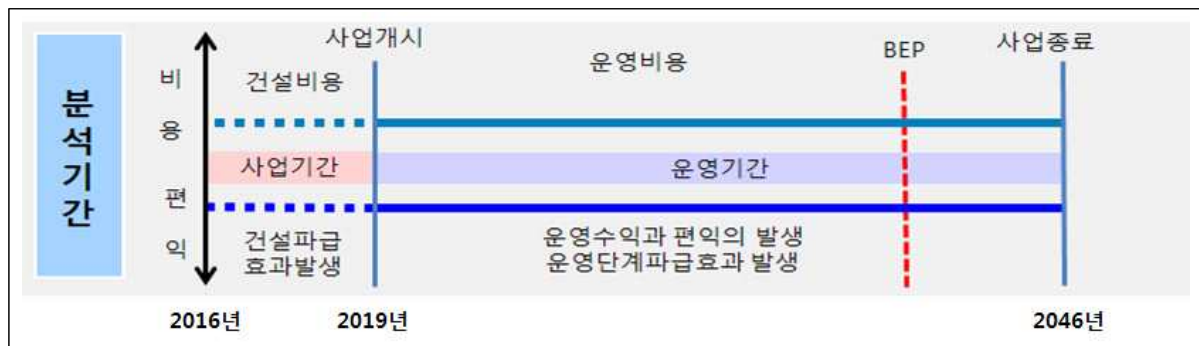 분석기간
비용편익
사업개시
BEP
사업종료
건설비용
운영비용
사업기간
운영기간
건설파급
효과발생
운영수익과 편익의 발생
운영단계파급효과 발생
2016년
2019년
2046년